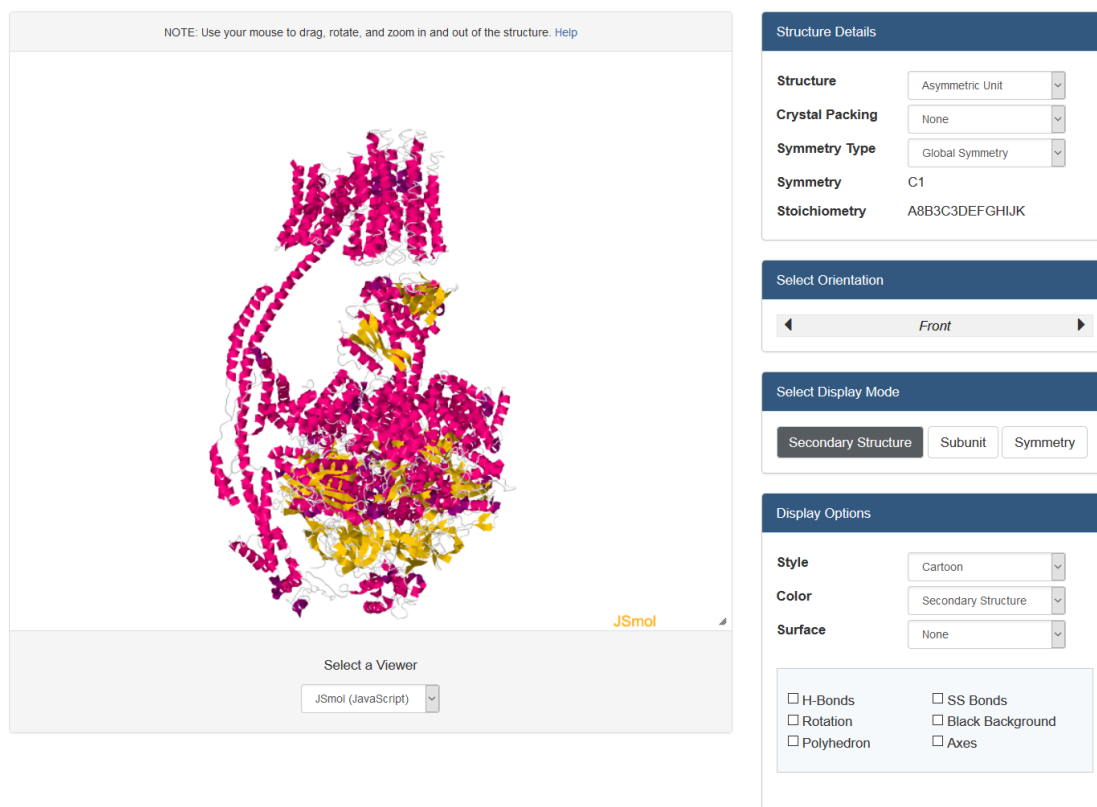 NOTE: Use your mouse to drag, rotate, and zoom in and out of the structure. Help
JSmol
Select a Viewer
JSmol (JavaScript)
Structure Details
Structure Asymmetric Unit
Crystal Packing None
Symmetry Type Global Symmetry
Symmetry C1
Stoichiometry A8B3C3DEFGHIJK
Select Orientation
Front
Select Display Mode
Secondary Structure Subunit Symmetry
Display Options
Style Cartoon
Color Secondary Structure
Surface None
H-Bonds SS Bonds
Rotation Black Background
Polyhedron Axes